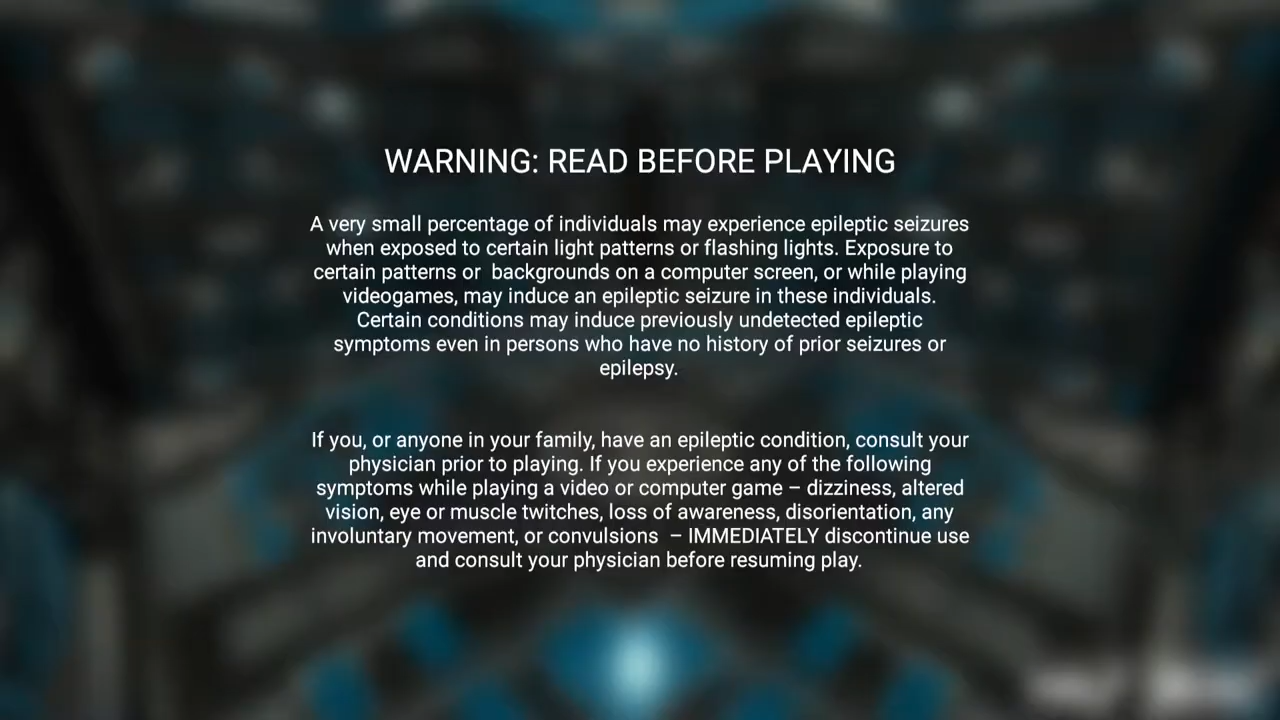 WARNING: READ BEFORE PLAYING
A very small percentage of individuals may experience epileptic seizures
when exposed to certain light patterns or flashing lights. Exposure to
certain patterns or  backgrounds on a computer screen, or while playing
videogames, may induce an epileptic seizure in these individuals.
Certain conditions may induce previously undetected epileptic
symptoms even in persons who have no history of prior seizures or
epilepsy.
If you, or anyone in your family, have an epileptic condition, consult your
physician prior to playing. If you experience any of the following
symptoms while playing a video or computer game – dizziness, altered
vision, eye or muscle twitches, loss of awareness, disorientation, any
involuntary movement, or convulsions  – IMMEDIATELY discontinue use
and consult your physician before resuming play.